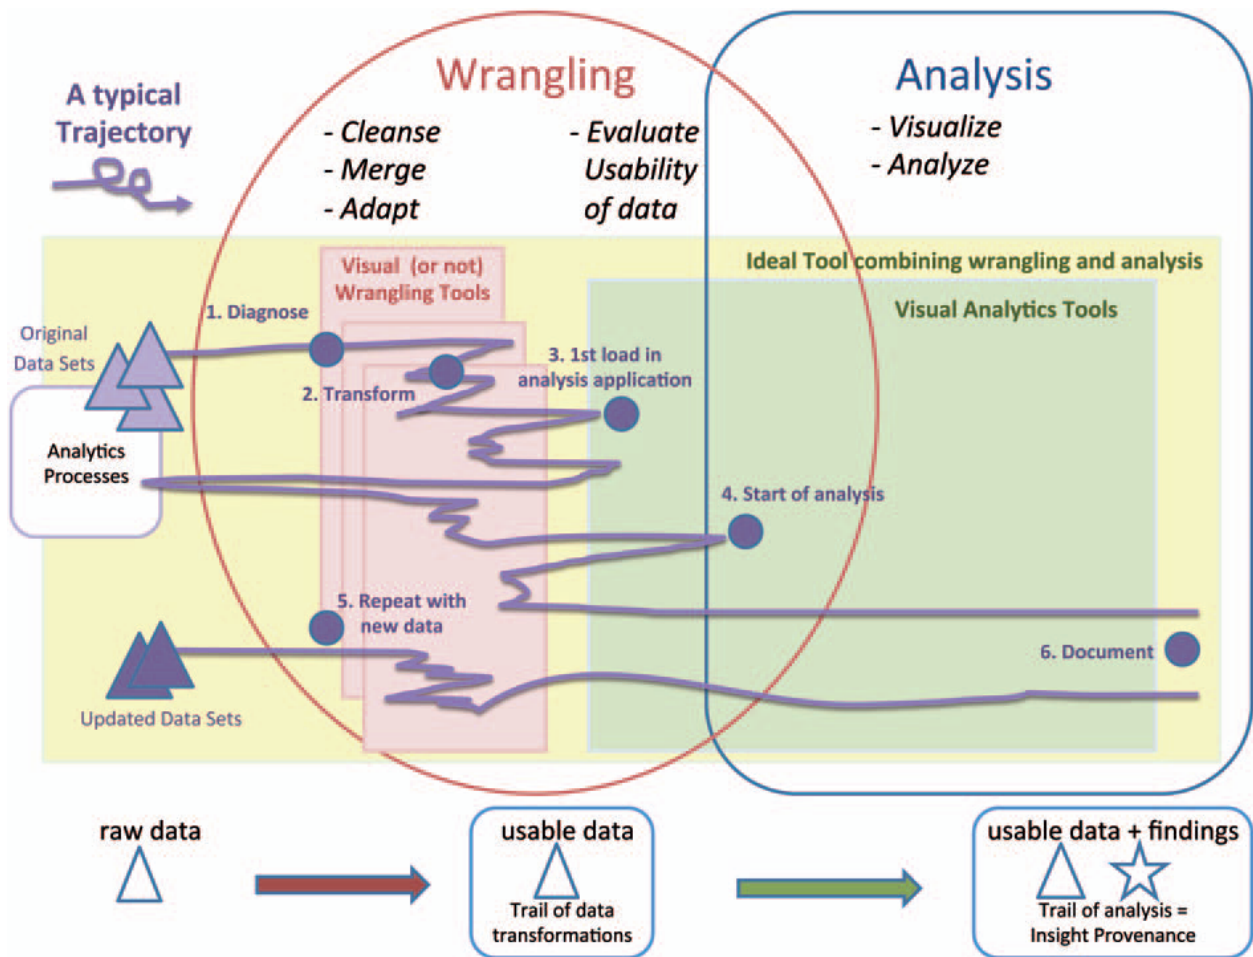 Wrangling
Analysis
A typical
Trajectory
- Cleanse
- Merge
- Adapt
- Evaluate
Usability
of data
- Visualize
- Analyze
Visual (or not)
Wrangling Tools
Ideal Tool combining wrangling and analysis
Visual Analytics Tools
1. Diagnose
Original
Data Sets
2. Transform
3. 1st load in
analysis application
Analytics
Processes
4. Start of analysis
5. Repeat with
new data
6. Document
Updated Data Sets
raw data
usable data
Trail of data
transformations
usable data + findings
Trail of analysis =
Insight Provenance